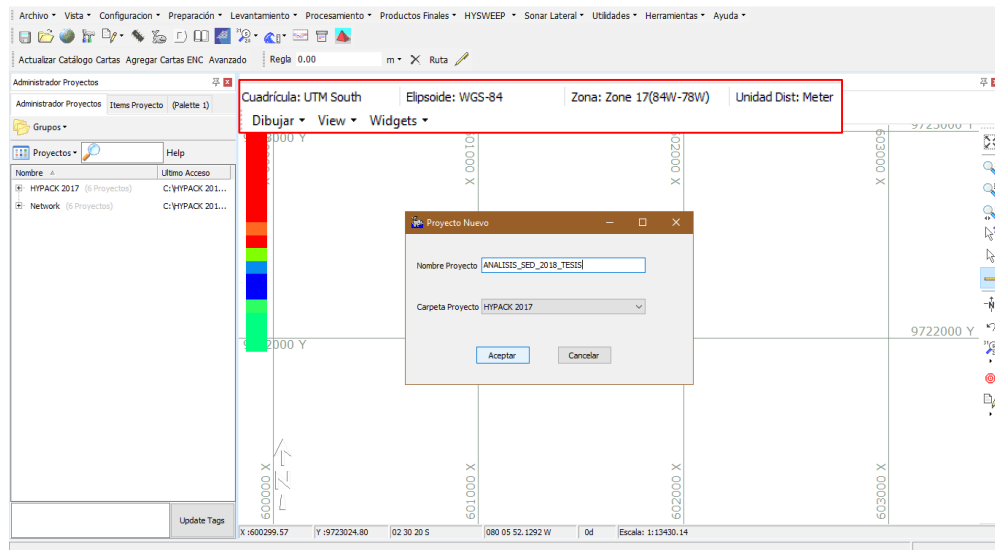 Archivo Vista Configuracion Preparación Levantamiento Procesamiento Productos Finales HYSWEEP Sonar Lateral Utilidades Herramientas Ayuda
Actualizar Catálogo Cartas Agregar Cartas ENC Avanzado Regla 0.00 m Ruta
Administrador Proyectos
Administrador Proyectos Items Proyecto (Palette 1)
Grupos
Proyectos Help
Nombre Ultimo Acceso
HYPACK 2017 (6 Proyectos) C:\HYPACK 201...
Network (6 Proyectos) C:\HYPACK 201...
Update Tags
Cuadrícula: UTM South Elipsoide: WGS-84 Zona: Zone 17(84W-78W) Unidad Dist: Meter
Dibujar View Widgets
603000 X
Proyecto Nuevo
Nombre Proyecto ANALISIS_SED_2018_TESIS
Carpeta Proyecto HYPACK 2017
Aceptar Cancelar
9722000 Y
600000 X 601000 X 602000 X 603000 X
X :600299.57 Y :9723024.80 02 30 20 S 080 05 52.1292 W 0d Escala: 1:13430.14